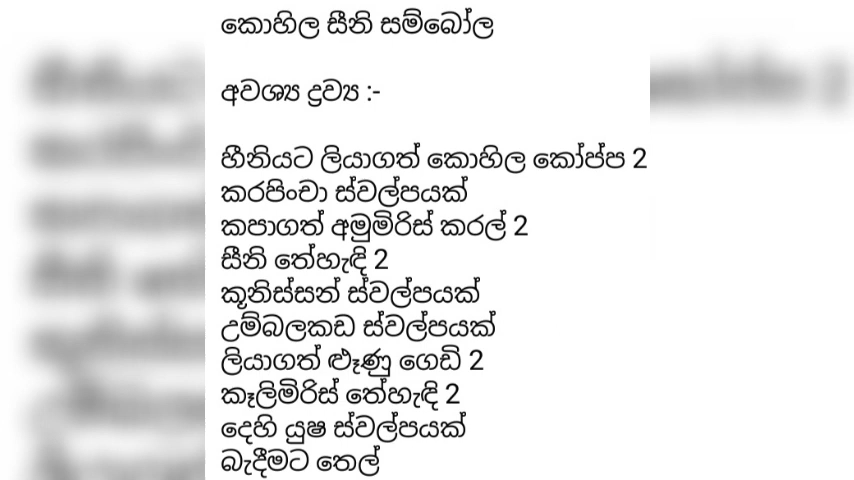 කොහිල සීනි සම්බෝල
අවශ්‍ය ද්‍රව්‍ය :-
හීනියට ලියාගත් කොහිල කෝප්ප 2
කරපිංචා ස්වල්පයක්
කපාගත් අමුමිරිස් කරල් 2
සීනි තේහැඳි 2
කූනිස්සන් ස්වල්පයක්
උම්බලකඩ ස්වල්පයක්
ලියාගත් ළූණු ගෙඩි 2
කෑලිමිරිස් තේහැඳි 2
දෙහි යුෂ ස්වල්පයක්
බැදීමට තෙල්